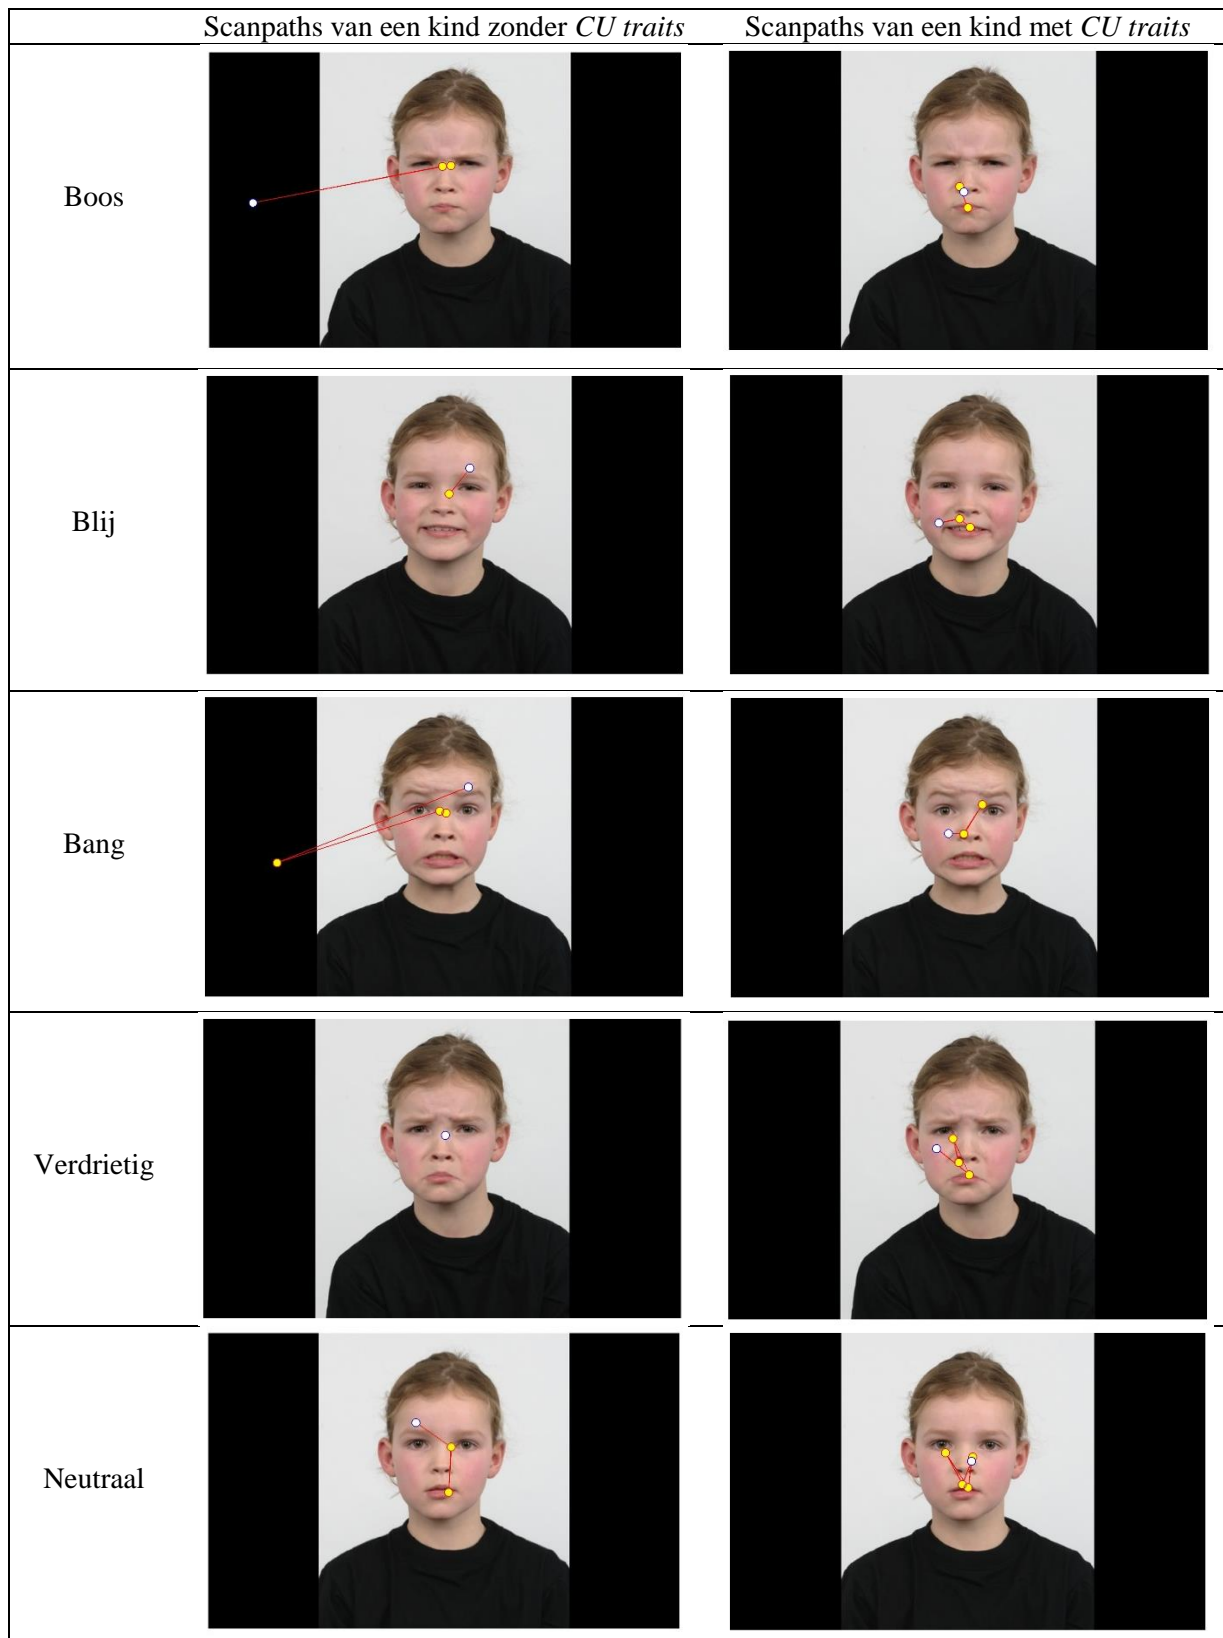 Scanpaths van een kind zonder CU traits
Scanpaths van een kind met CU traits
Boos
Blij
Bang
Verdrietig
Neutraal